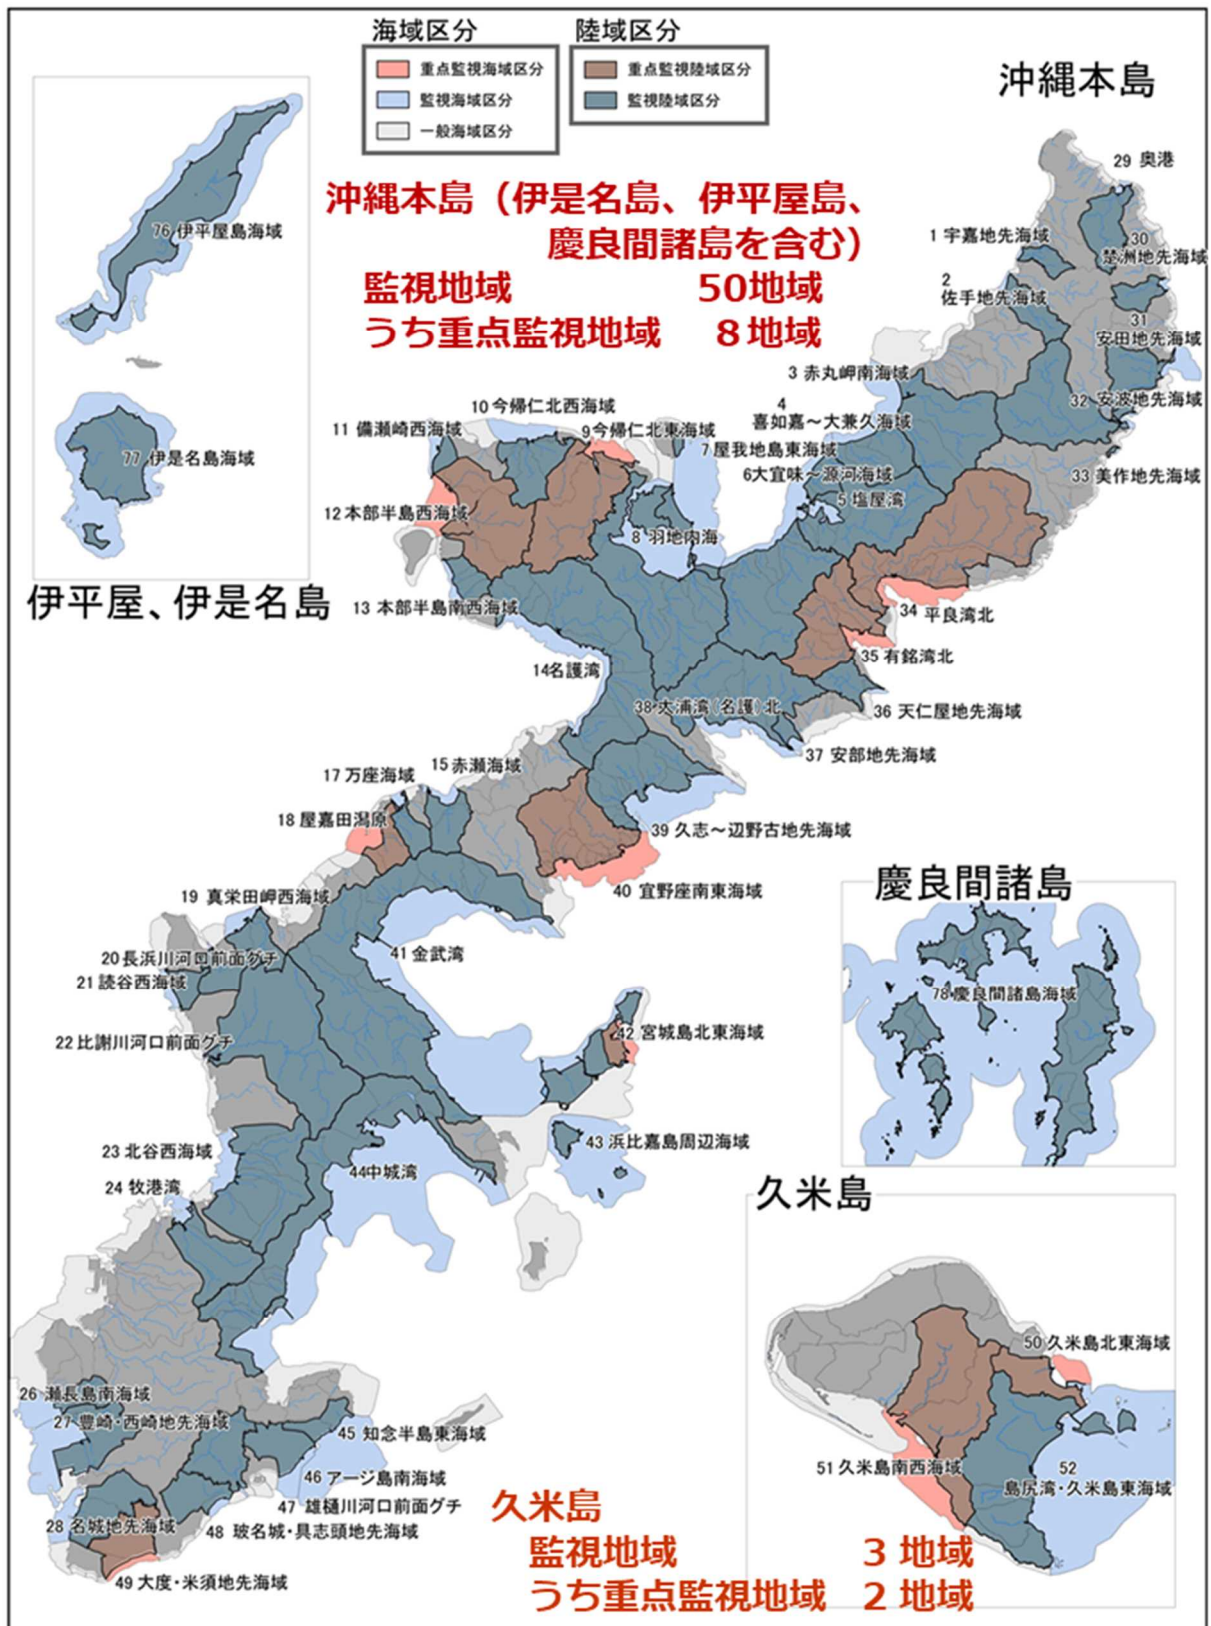 海域区分
重点監視海域区分
監視海域区分
一般海域区分
陸域区分
重点監視陸域区分
監視陸域区分
沖縄本島
沖縄本島（伊是名島、伊平屋島、
慶良間諸島を含む）
監視地域 50地域
うち重点監視地域 8地域
76 伊平屋島海域
77 伊是名島海域
伊平屋、伊是名島
29 奥港
1 宇嘉地先海域
30
楚洲地先海域
2
佐手地先海域
31
安田地先海域
3 赤丸岬南海域
32 安波地先海域
4
喜如嘉～大兼久海域
10 今帰仁北西海域
11 備瀬崎西海域
9今帰仁北東海域
7 屋我地島東海域
6大宜味～源河海域
33 美作地先海域
5 塩屋湾
12 本部半島西海域
8 羽地内海
13 本部半島南西海域
34 平良湾北
35 有銘湾北
14名護湾
38 大浦湾(名護)北
36 天仁屋地先海域
37 安部地先海域
15 赤瀬海域
17 万座海域
18 屋嘉田潟原
39 久志～辺野古地先海域
40 宜野座南東海域
19 真栄田岬西海域
20 長浜川河口前面グチ
21 読谷西海域
41 金武湾
22 比謝川河口前面グチ
42 宮城島北東海域
慶良間諸島
78 慶良間諸島海域
23 北谷西海域
43 浜比嘉島周辺海域
44中城湾
24 牧港湾
久米島
50 久米島北東海域
26 瀬長島南海域
27 豊崎・西崎地先海域
45 知念半島東海域
46 アージ島南海域
47 雄樋川河口前面グチ
28 名城地先海域
48 玻名城・具志頭地先海域
49 大度・米須地先海域
51 久米島南西海域
52
島尻湾・久米島東海域
久米島
監視地域 3 地域
うち重点監視地域 2 地域